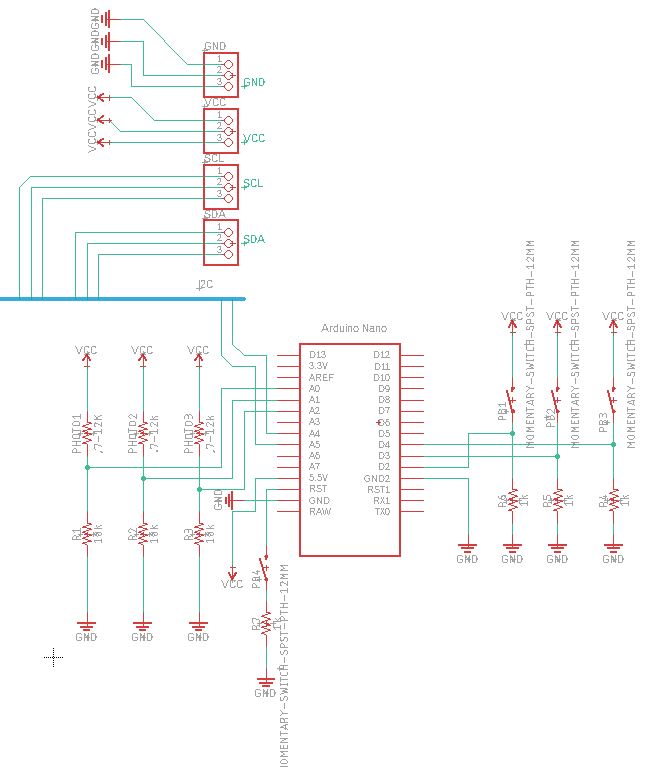 GND
GND
GND
GND
1
2
3
GND
VCC
VCC
VCC
VCC
1
2
3
VCC
SCL
1
2
3
SCL
SDA
1
2
3
SDA
I2C
Arduino Nano
D13
3.3V
AREF
A0
A1
A2
A3
A4
A5
A6
A7
5.5V
RST
GND
RAW
D12
D11
D10
D9
D8
D7
D6
D5
D4
D3
D2
GND2
RST1
RX1
TX0
VCC
VCC
VCC
PHOTO1
.7-12k
PHOTO2
.7-12k
PHOTO3
.7-12k
R1
10k
R2
10k
R3
10k
GND
GND
GND
GND
VCC
PB4
MOMENTARY-SWITCH-SPST-PTH-12MM
R7
1k
GND
VCC
VCC
VCC
PB1
MOMENTARY-SWITCH-SPST-PTH-12MM
PB2
MOMENTARY-SWITCH-SPST-PTH-12MM
PB3
MOMENTARY-SWITCH-SPST-PTH-12MM
R6
1k
R5
1k
R4
1k
GND
GND
GND
GND